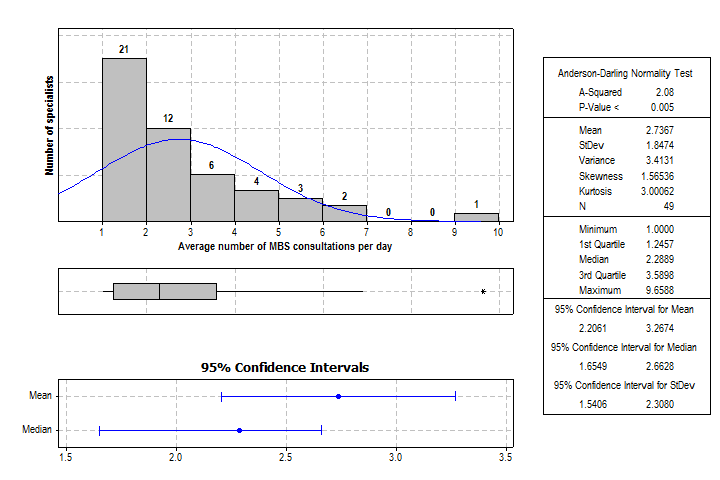 21
12
6
4
3
2
0
0
1
Number of specialists
1 2 3 4 5 6 7 8 9 10
Average number of MBS consultations per day
95% Confidence Intervals
Mean
Median
1.5 2.0 2.5 3.0 3.5
Anderson-Darling Normality Test
A-Squared 2.08
P-Value < 0.005
Mean 2.7367
StDev 1.8474
Variance 3.4131
Skewness 1.56536
Kurtosis 3.00062
N 49
Minimum 1.0000
1st Quartile 1.2457
Median 2.2889
3rd Quartile 3.5898
Maximum 9.6588
95% Confidence Interval for Mean
2.2061 3.2674
95% Confidence Interval for Median
1.6549 2.6628
95% Confidence Interval for StDev
1.5406 2.3080